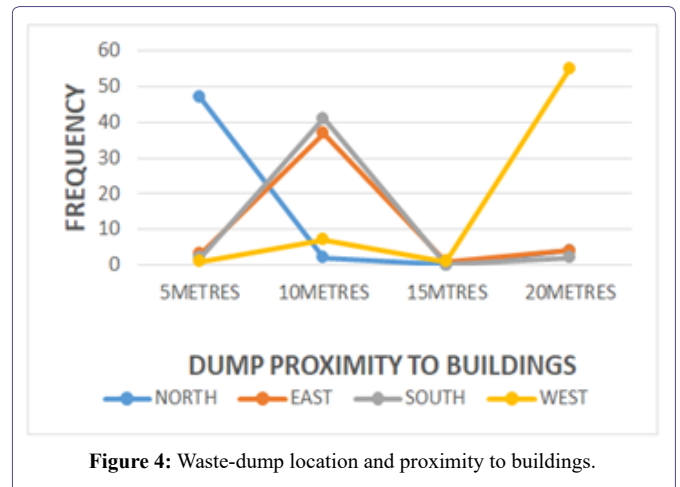 60
50
40
30
20
10
0
FREQUENCY
5METRES 10METRES 15MTRES 20METRES
DUMP PROXIMITY TO BUILDINGS
NORTH EAST SOUTH WEST
Figure 4: Waste-dump location and proximity to buildings.